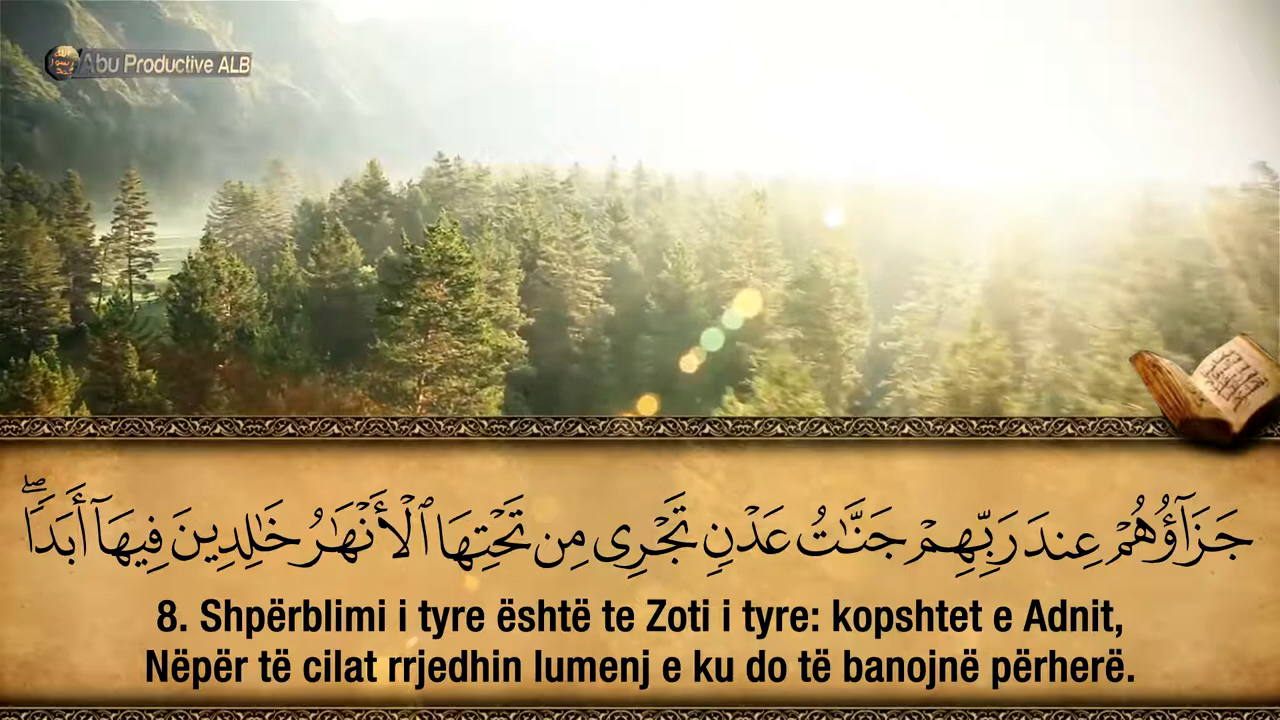 Abu Productive ALB
جَزَآؤُهُمْ عِندَ رَبِّهِمْ جَنَّـٰتُ عَدْنٍ تَجْرِى مِن تَحْتِهَا ٱلْأَنْهَـٰرُ خَـٰلِدِينَ فِيهَآ أَبَدًا ۖ
8. Shpërblimi i tyre është te Zoti i tyre: kopshtet e Adnit,
Nëpër të cilat rrjedhin lumenj e ku do të banojnë përherë.